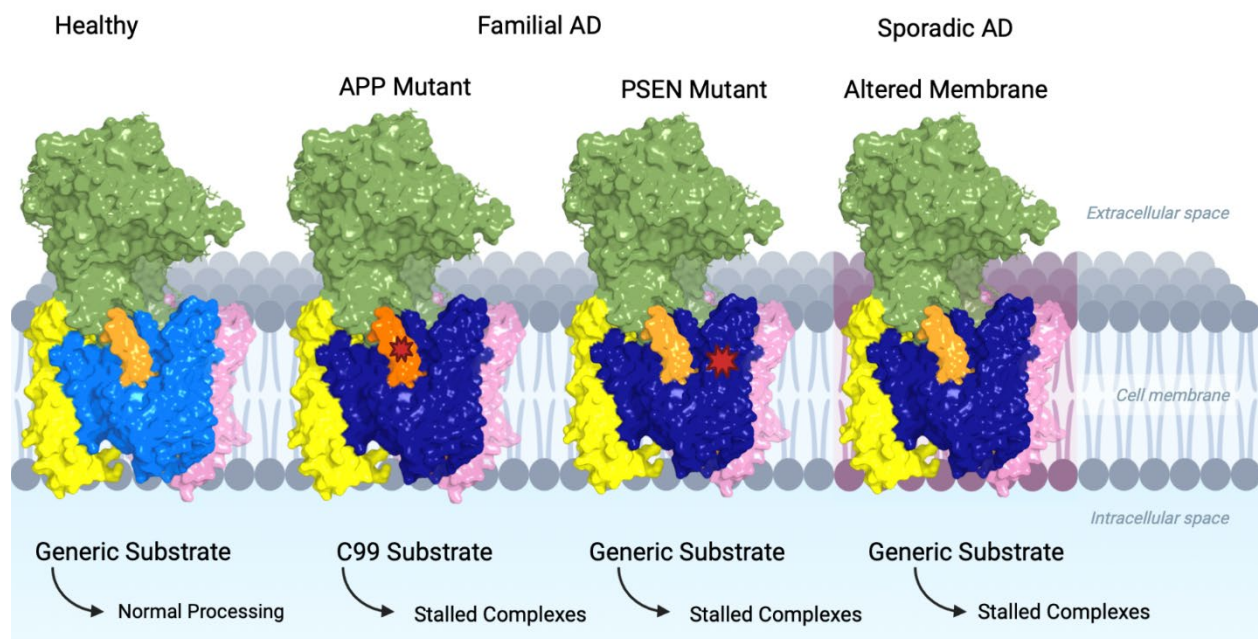 Healthy
Familial AD
Sporadic AD
APP Mutant
PSEN Mutant
Altered Membrane
Extracellular space
Cell membrane
Intracellular space
Generic Substrate
C99 Substrate
Generic Substrate
Generic Substrate
Normal Processing
Stalled Complexes
Stalled Complexes
Stalled Complexes